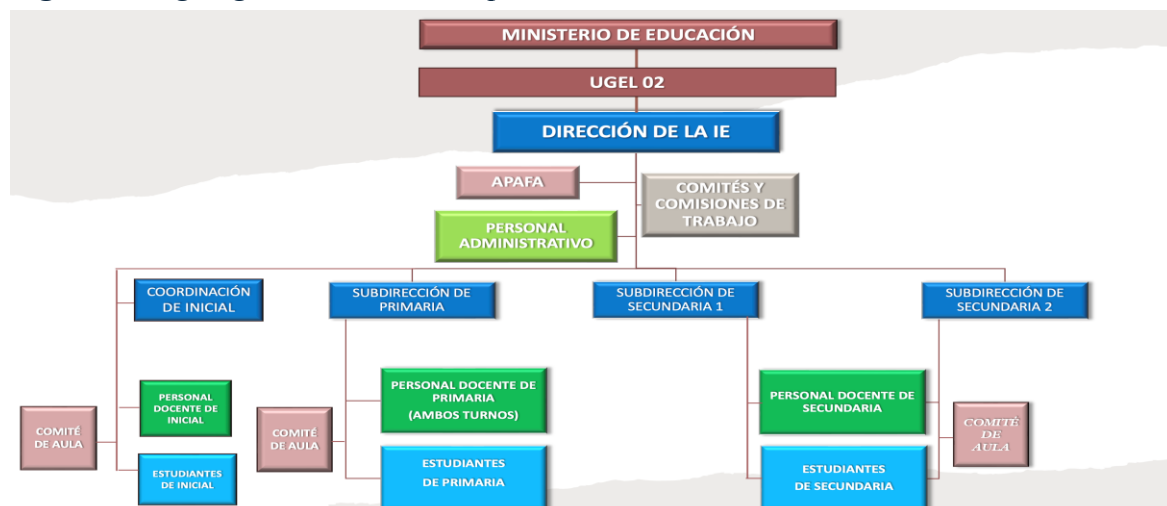 MINISTERIO DE EDUCACIÓN
UGEL 02
DIRECCIÓN DE LA IE
APAFA
COMITÉS Y
COMISIONES DE
TRABAJO
PERSONAL
ADMINISTRATIVO
COORDINACIÓN
DE INICIAL
SUBDIRECCIÓN DE
PRIMARIA
SUBDIRECCIÓN DE
SECUNDARIA 1
SUBDIRECCIÓN DE
SECUNDARIA 2
COMITÉ
DE AULA
PERSONAL
DOCENTE DE
INICIAL
ESTUDIANTES
DE INICIAL
COMITÉ
DE AULA
PERSONAL DOCENTE DE
PRIMARIA
(AMBOS TURNOS)
ESTUDIANTES
DE PRIMARIA
PERSONAL DOCENTE DE
SECUNDARIA
ESTUDIANTES
DE SECUNDARIA
COMITÈ
DE
AULA